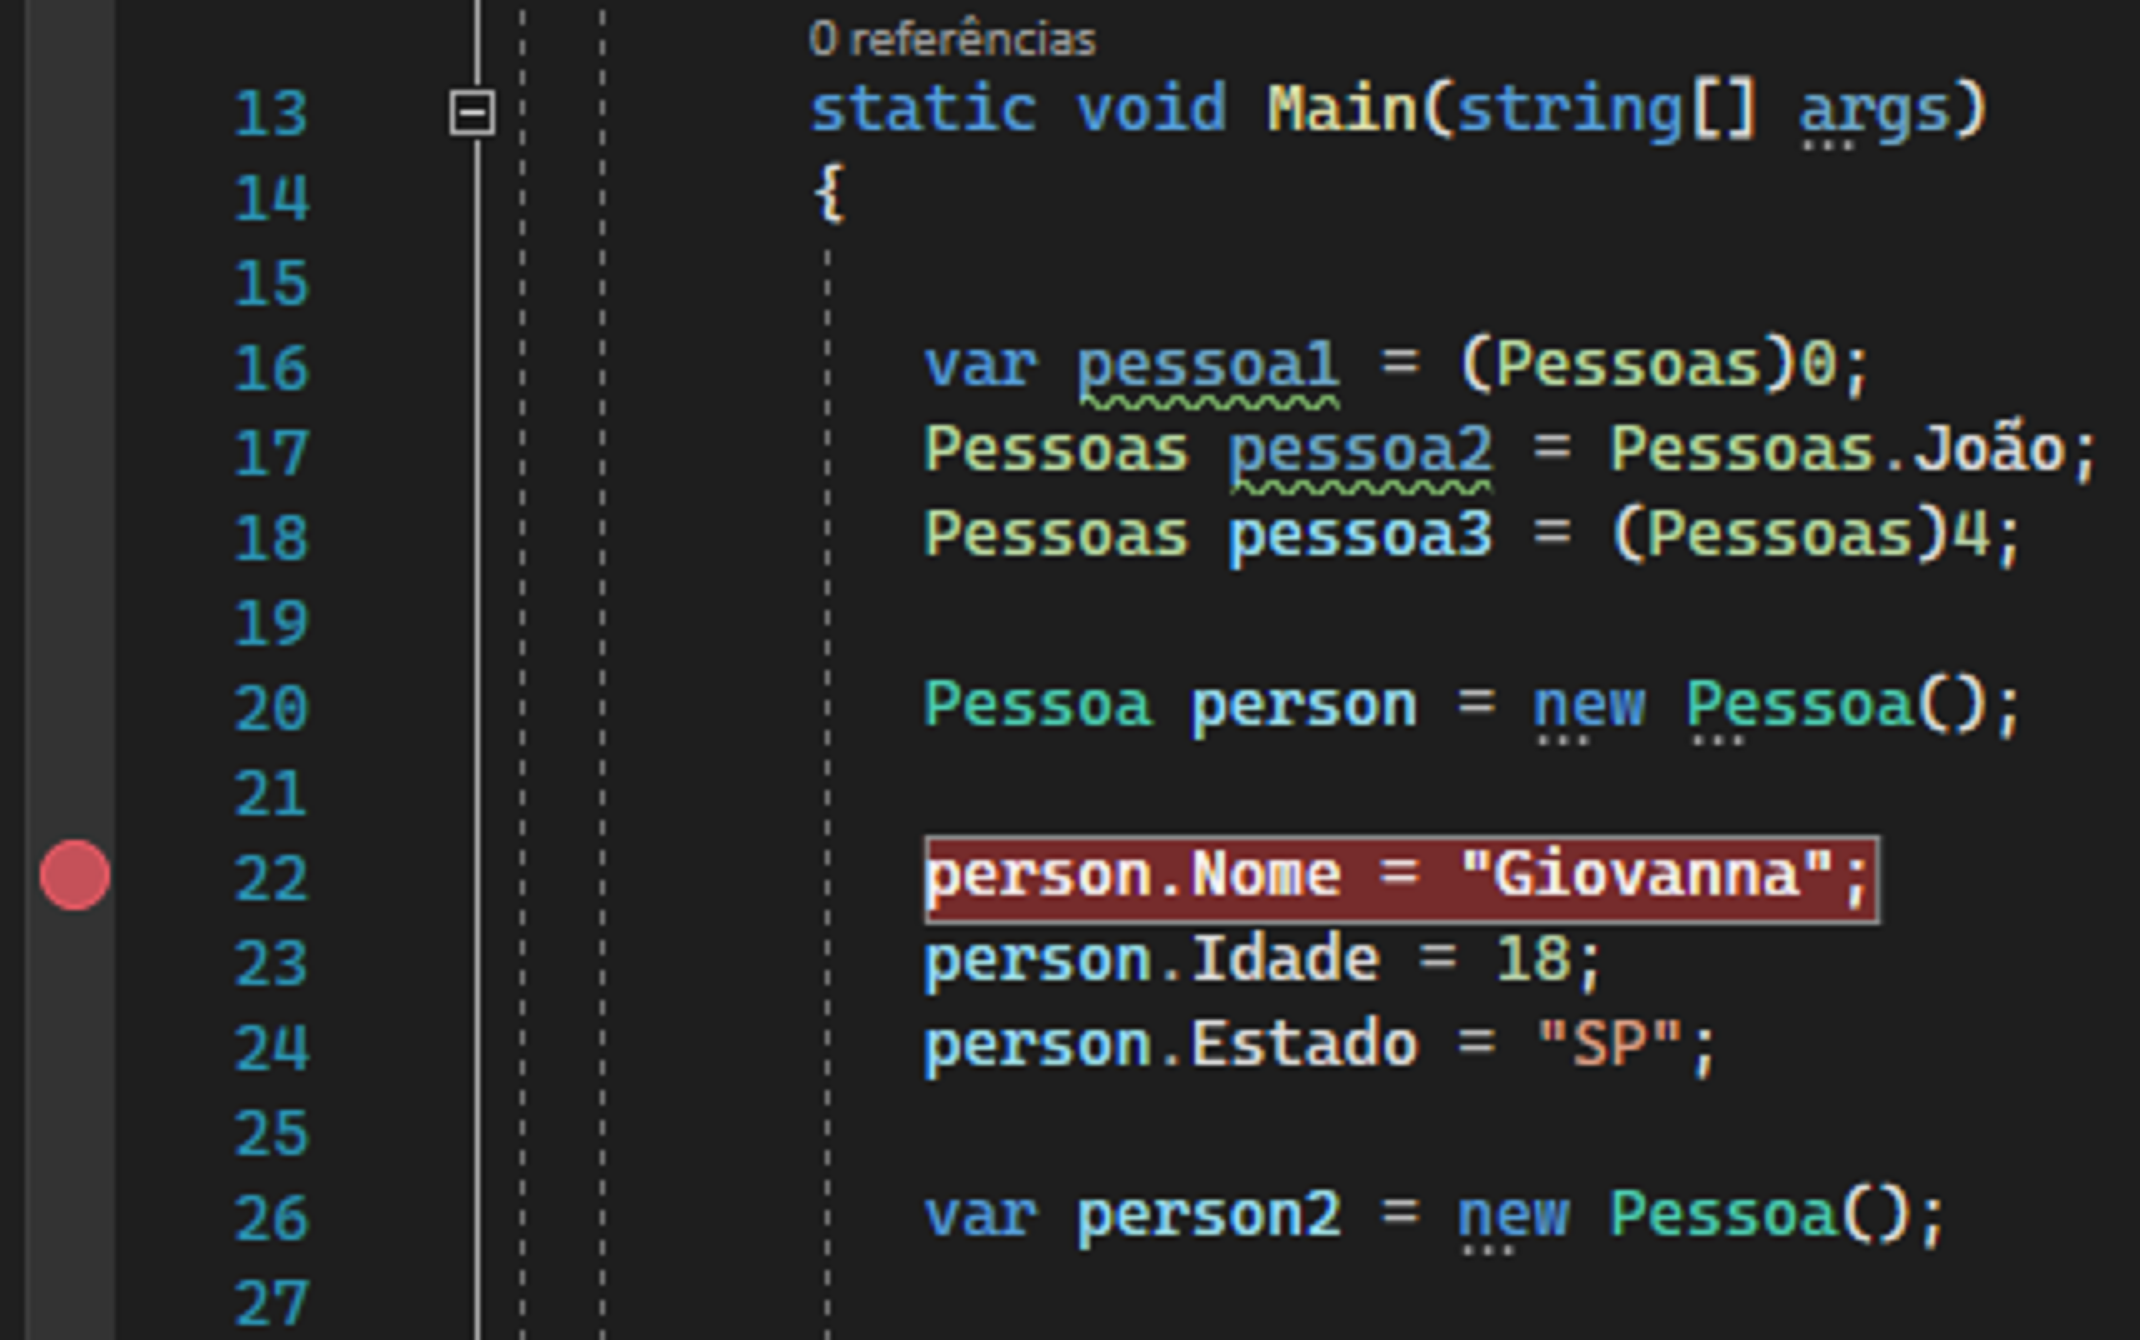 0 referências
13 static void Main(string[] args)
14 {
15
16 var pessoa1 = (Pessoas)0;
17 Pessoas pessoa2 = Pessoas.João;
18 Pessoas pessoa3 = (Pessoas)4;
19
20 Pessoa person = new Pessoa();
21
22 person.Nome = "Giovanna";
23 person.Idade = 18;
24 person.Estado = "SP";
25
26 var person2 = new Pessoa();
27